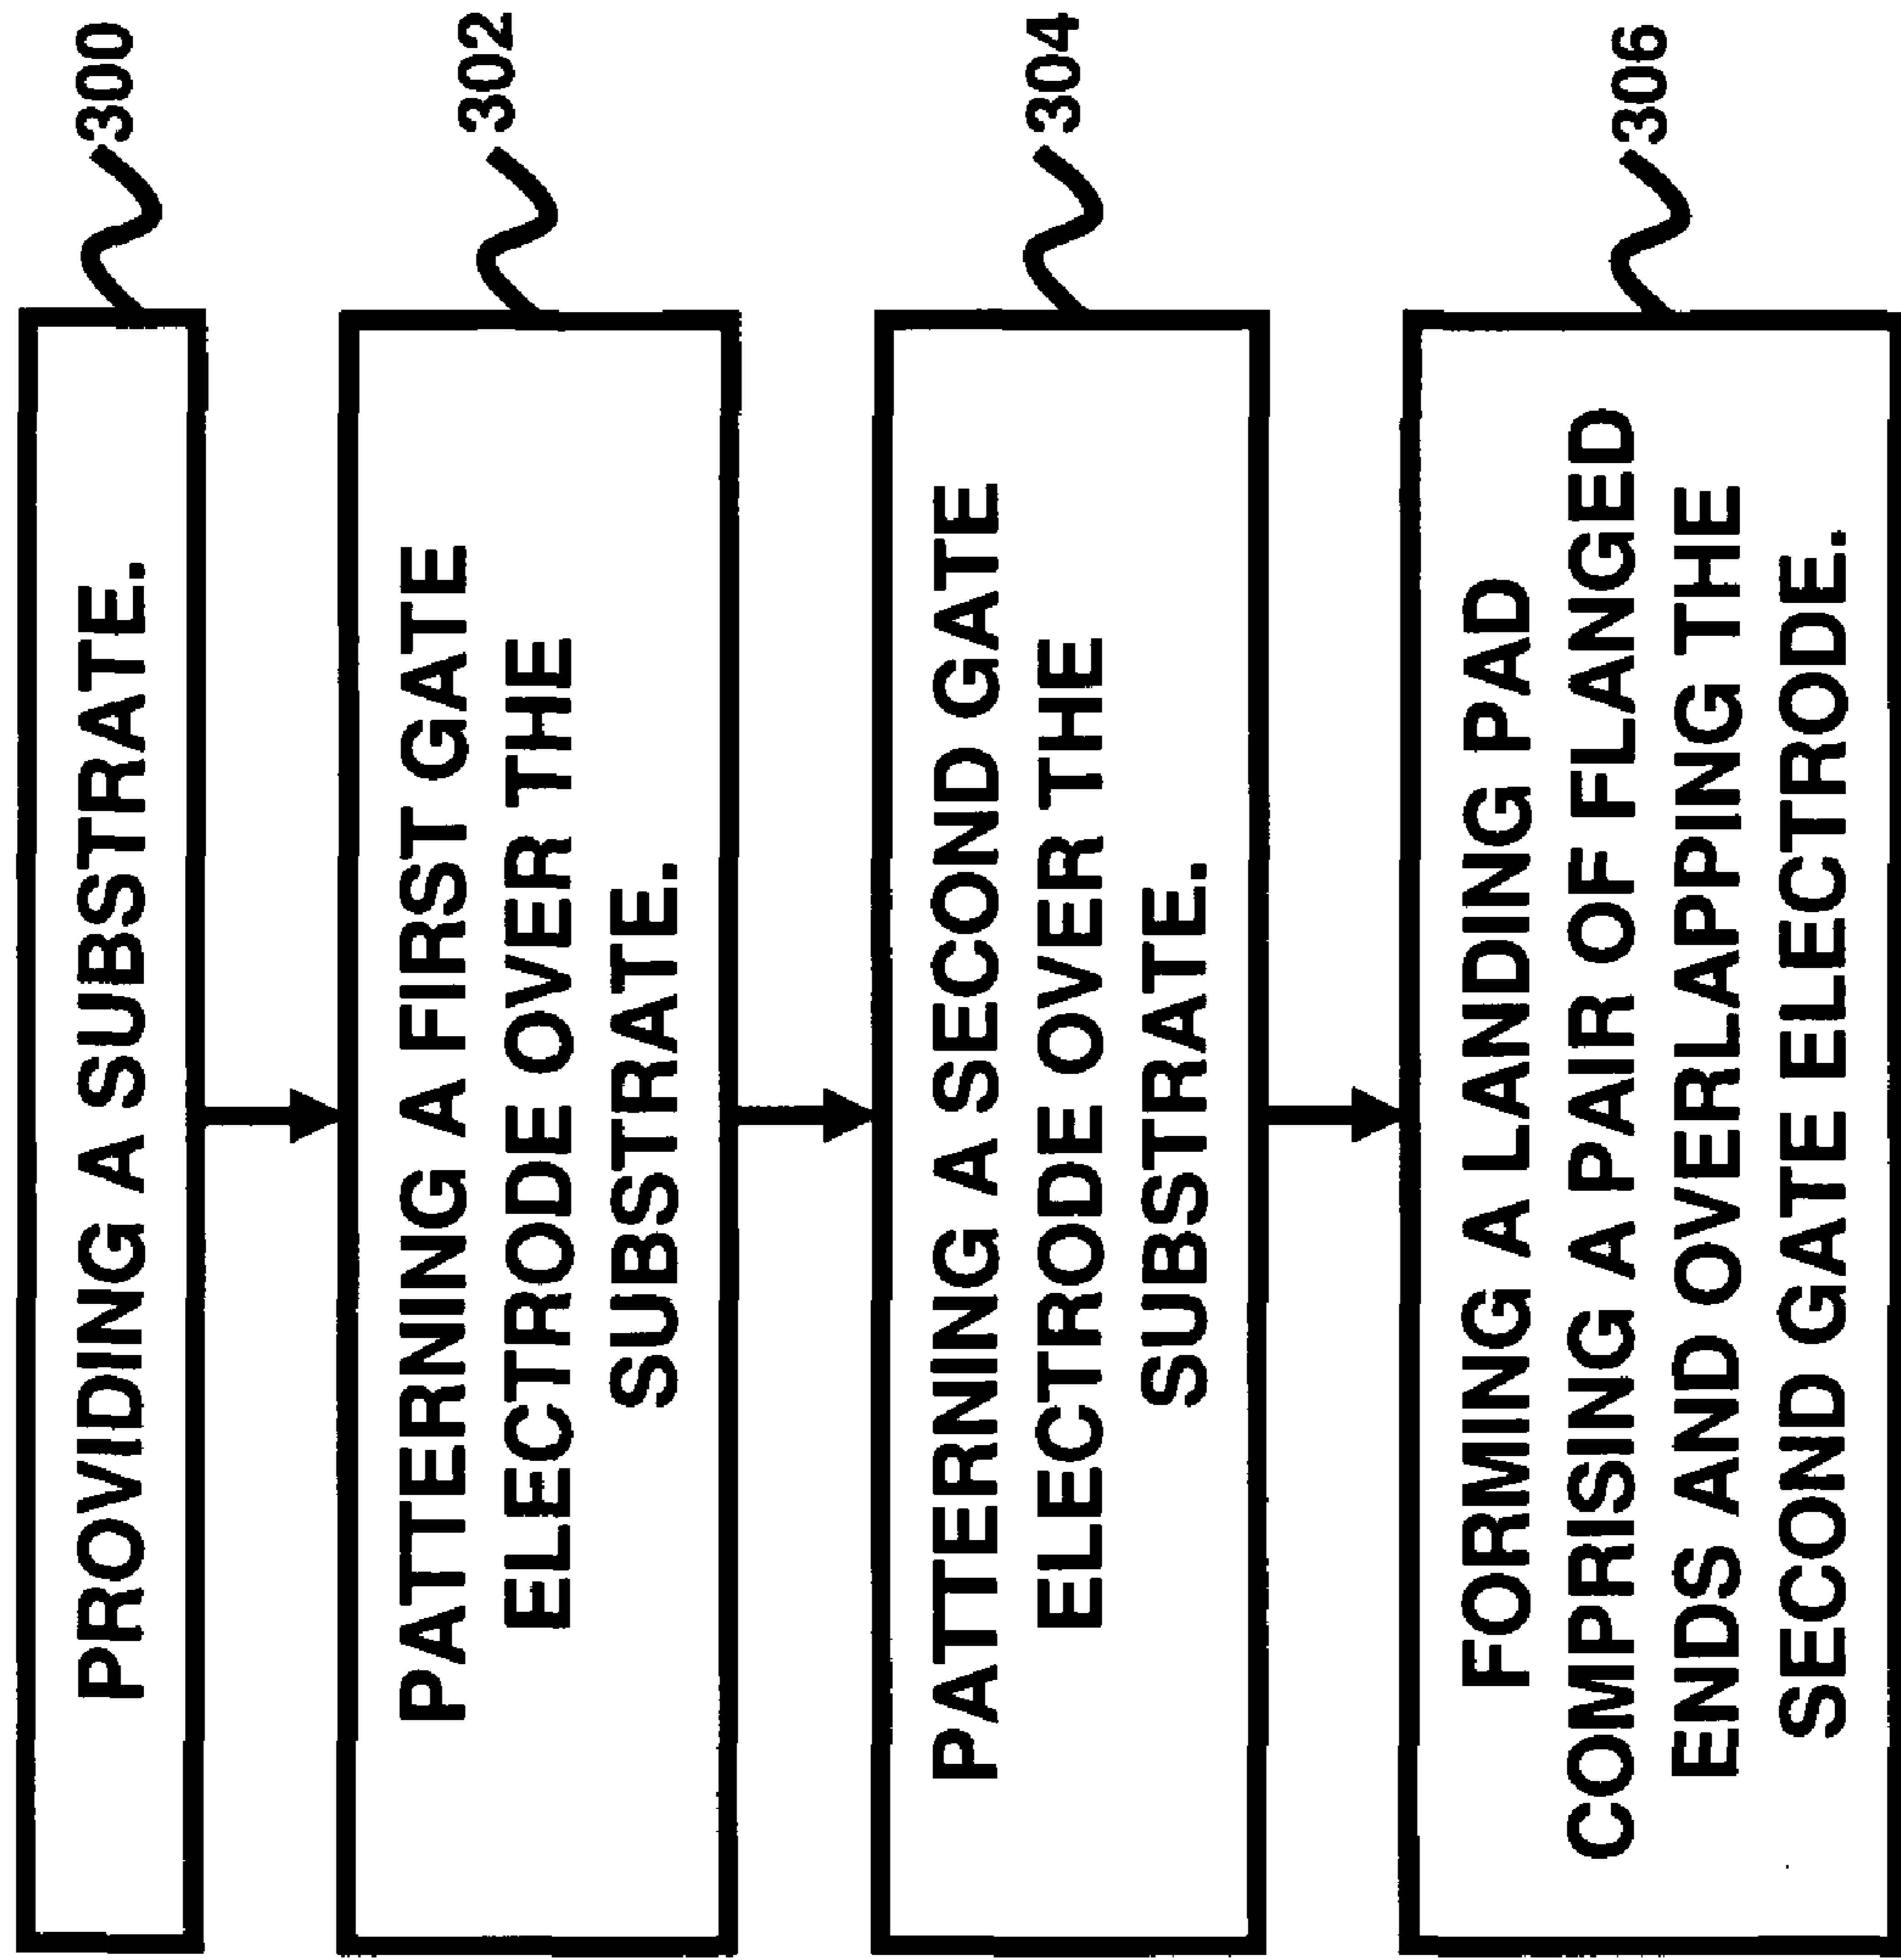 PROVIDING A SUBSTRATE.
300
PATTERNING A FIRST GATE
ELECTRODE OVER THE
SUBSTRATE.
302
PATTERNING A SECOND GATE
ELECTRODE OVER THE
SUBSTRATE.
304
FORMING A LANDING PAD
COMPRISING A PAIR OF FLANGED
ENDS AND OVERLAPPING THE
SECOND GATE ELECTRODE.
306